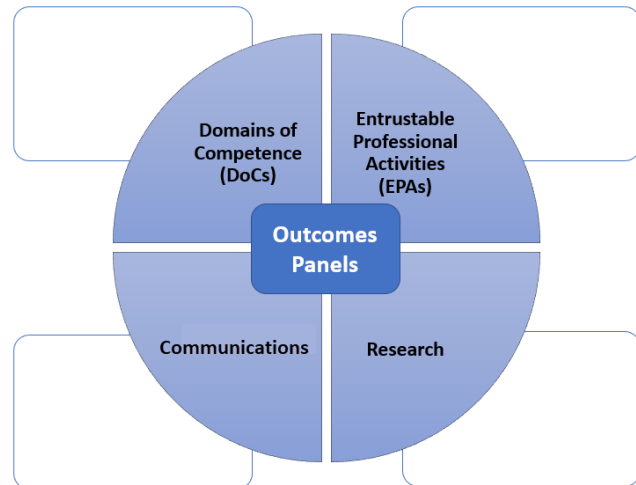 Domains of
Competence
(DoCs)
Entrustable
Professional
Activities
(EPAs)
Outcomes
Panels
Communications
Research